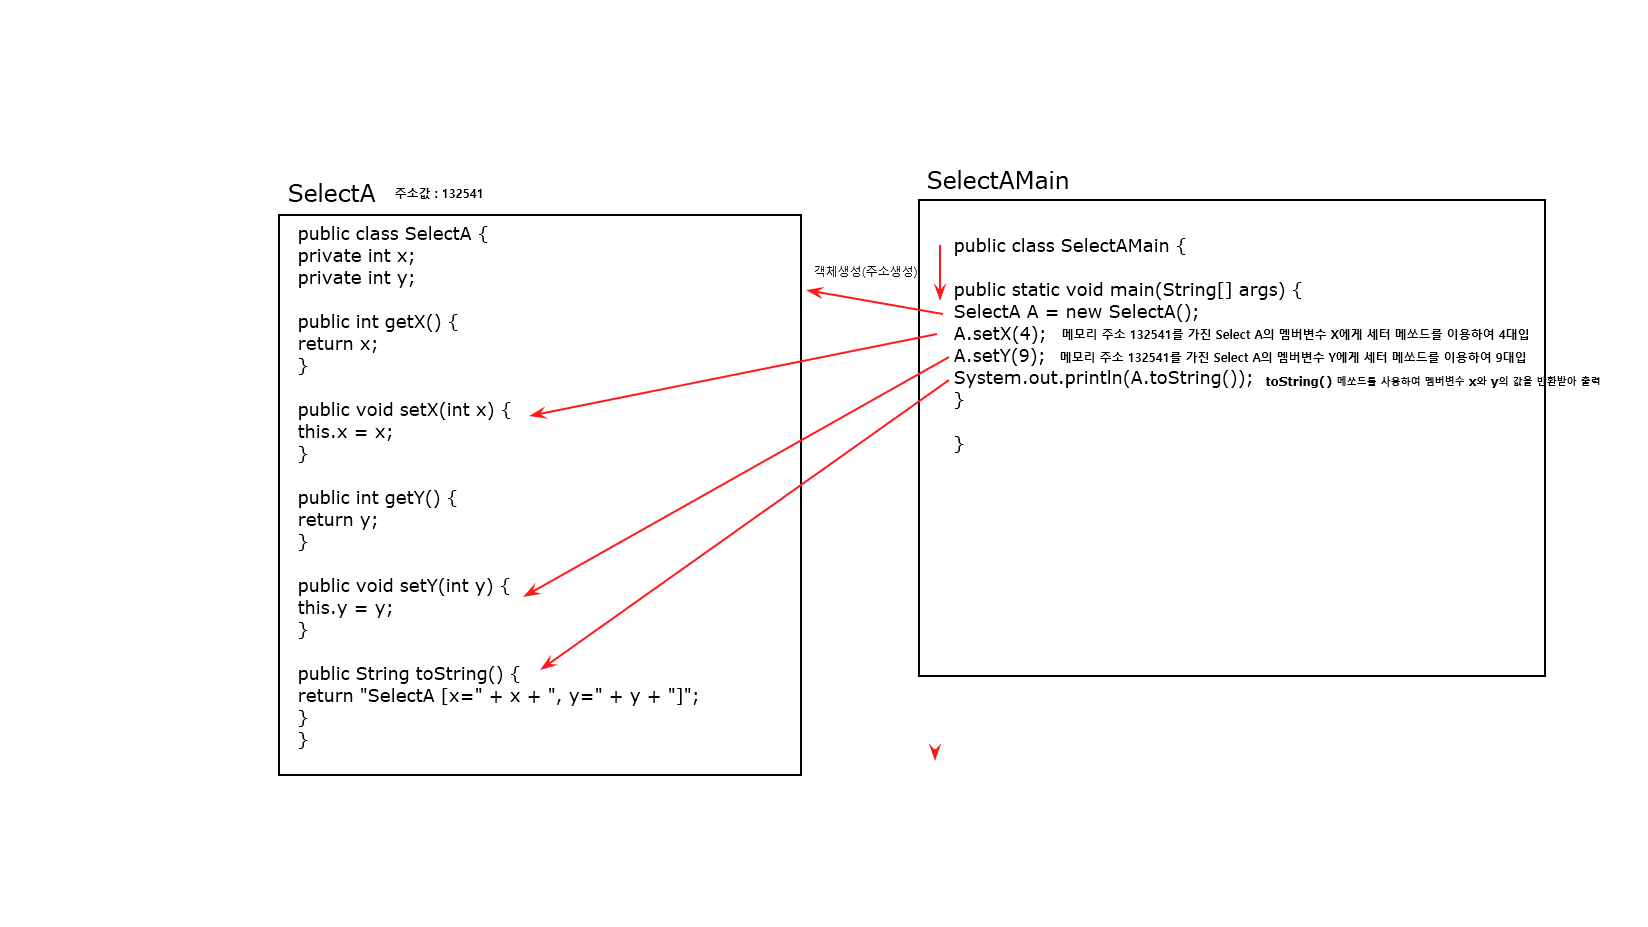 SelectA 주소값 : 132541
public class SelectA {
private int x;
private int y;
public int getX() {
return x;
}
public void setX(int x) {
this.x = x;
}
public int getY() {
return y;
}
public void setY(int y) {
this.y = y;
}
public String toString() {
return "SelectA [x=" + x + ", y=" + y + "]";
}
}
객체생성(주소생성)
SelectAMain
public class SelectAMain {
public static void main(String[] args) {
SelectA A = new SelectA();
A.setX(4); 메모리 주소 132541를 가진 Select A의 멤버변수 X에게 세터 메쏘드를 이용하여 4대입
A.setY(9); 메모리 주소 132541를 가진 Select A의 멤버변수 Y에게 세터 메쏘드를 이용하여 9대입
System.out.println(A.toString()); toString() 메쏘드를 사용하여 멤버변수 x와 y의 값을 반환받아 출력
}
}